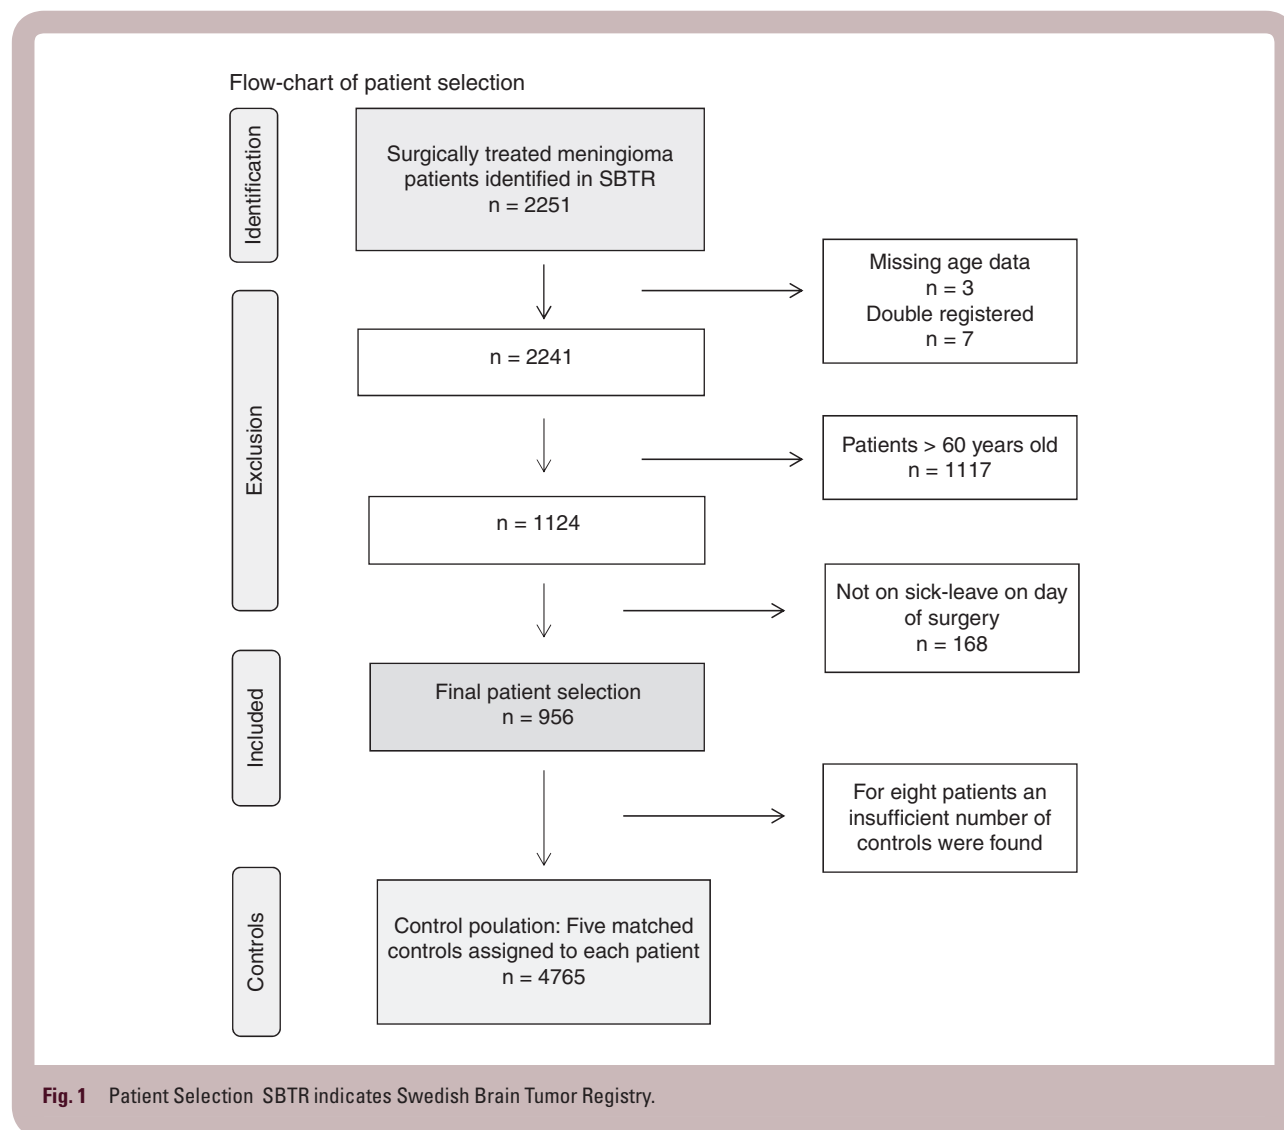 Flow-chart of patient selection
Identification
Surgically treated meningioma
patients identified in SBTR
n = 2251
Missing age data
n = 3
Double registered
n = 7
Exclusion
n = 2241
Patients > 60 years old
n = 1117
n = 1124
Not on sick-leave on day
of surgery
n = 168
Included
Final patient selection
n = 956
For eight patients an
insufficient number of
controls were found
Controls
Control poulation: Five matched
controls assigned to each patient
n = 4765
Fig. 1 Patient Selection SBTR indicates Swedish Brain Tumor Registry.